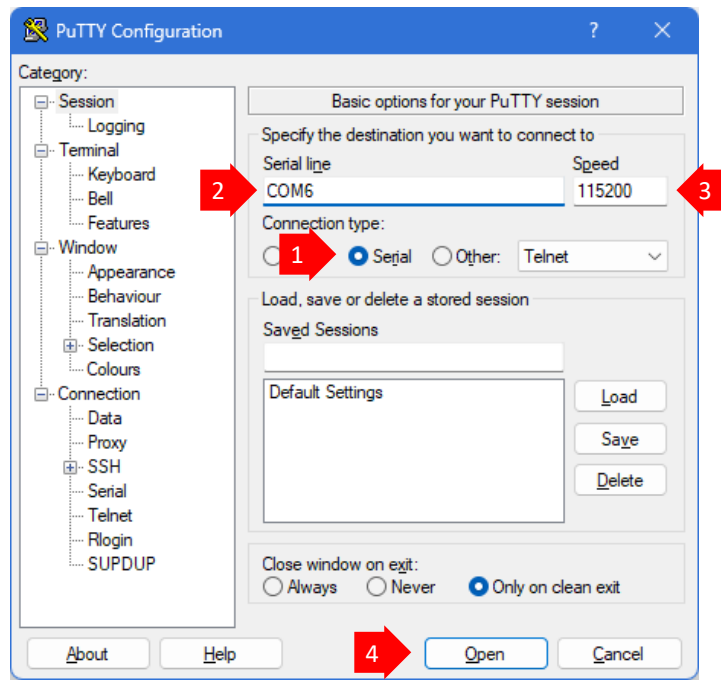 PuTTY Configuration
?
Category:
Session
Logging
Terminal
Keyboard
Bell
Features
Window
Appearance
Behaviour
Translation
Selection
Colours
Connection
Data
Proxy
SSH
Serial
Telnet
Rlogin
SUPDUP
Basic options for your PuTTY session
Specify the destination you want to connect to
Serial line Speed
2 COM6 115200 3
Connection type:
1 Serial Other: Telnet
Load, save or delete a stored session
Saved Sessions
Default Settings
Load
Save
Delete
Close window on exit:
Always Never Only on clean exit
About Help 4 Open Cancel